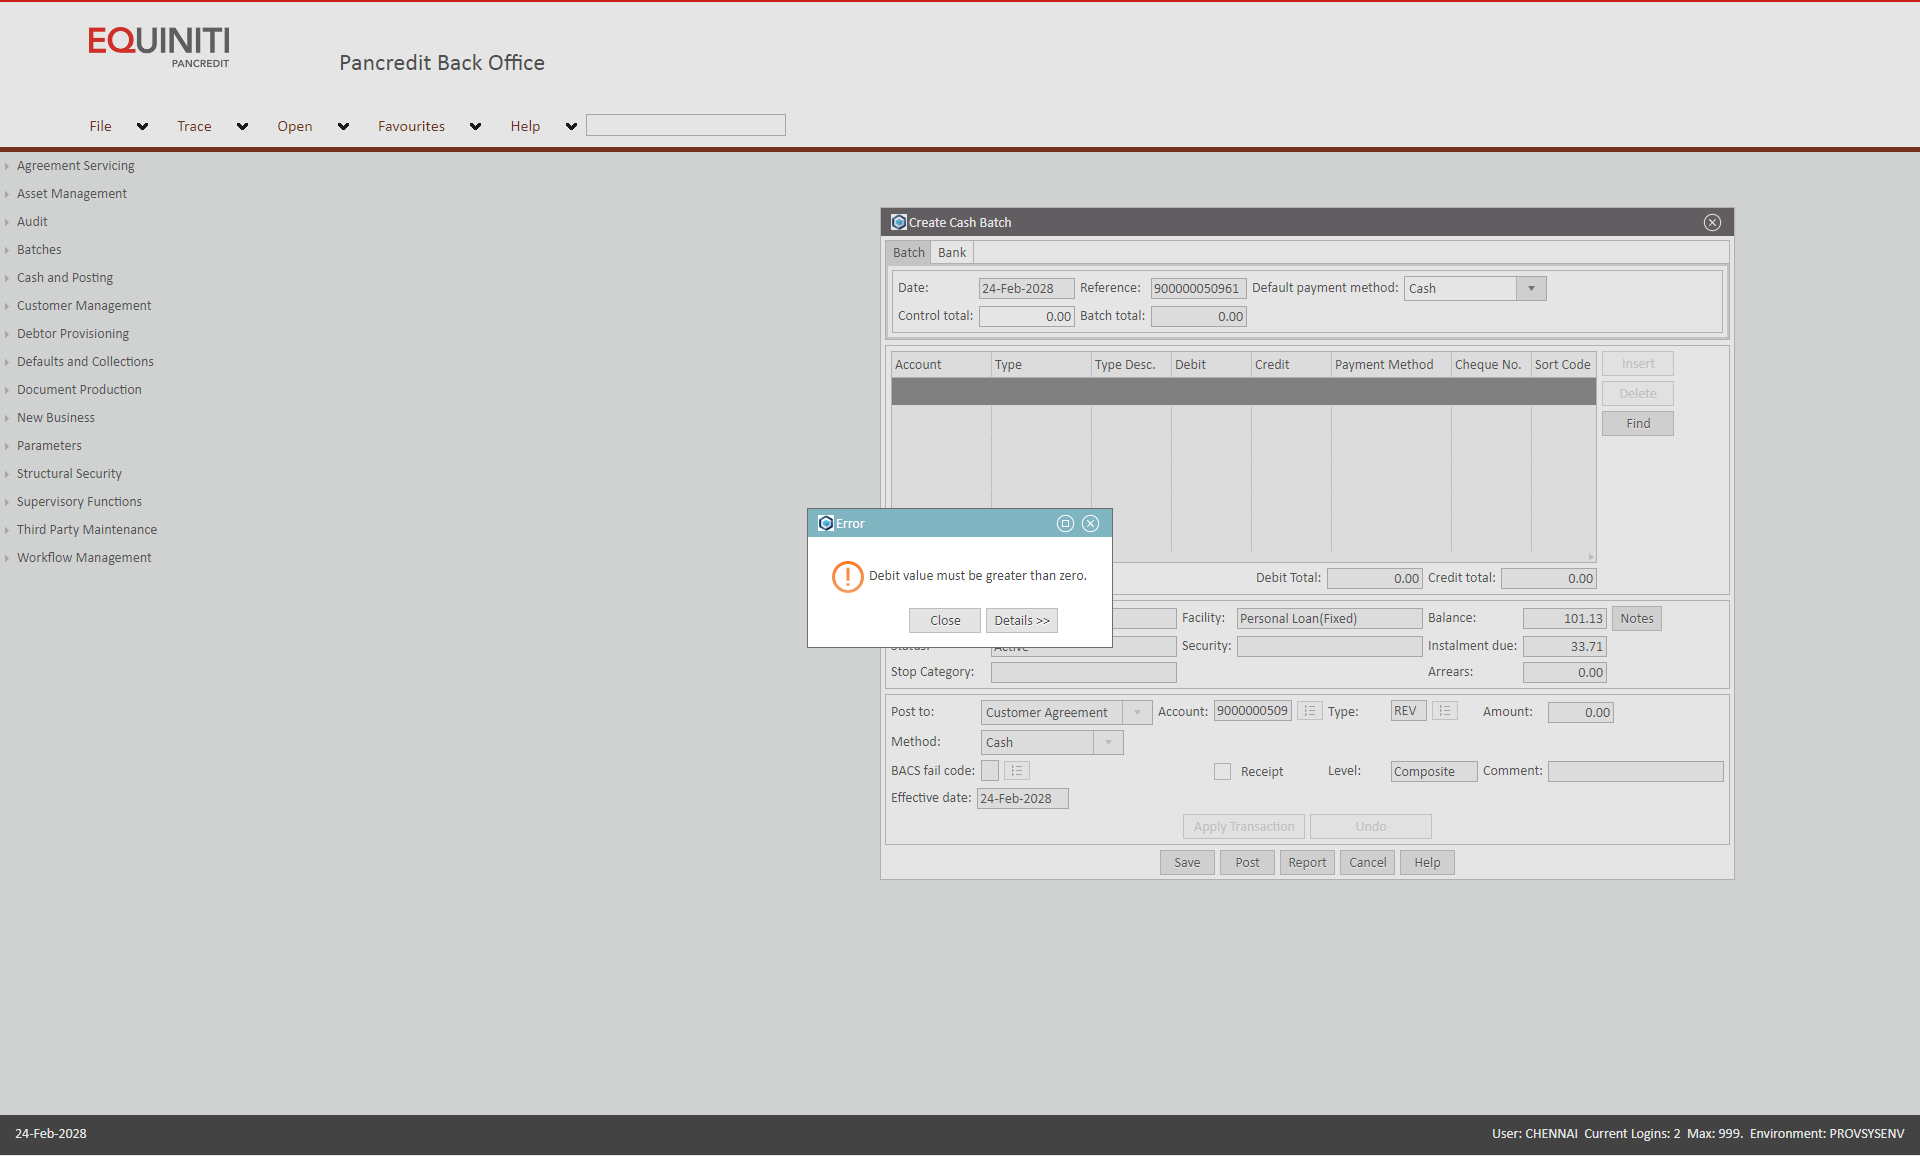 EQUINITI
PANCREDIT
Pancredit Back Office
File Trace Open Favourites Help
Agreement Servicing
Asset Management
Audit
Batches
Cash and Posting
Customer Management
Debtor Provisioning
Defaults and Collections
Document Production
New Business
Parameters
Structural Security
Supervisory Functions
Third Party Maintenance
Workflow Management
Create Cash Batch
Batch Bank
Date: 24-Feb-2028 Reference: 900000050961 Default payment method: Cash
Control total: 0.00 Batch total: 0.00
Account Type Type Desc. Debit Credit Payment Method Cheque No. Sort Code
Insert
Delete
Find
Error
Debit value must be greater than zero.
Close Details >>
Debit Total: 0.00 Credit total: 0.00
Facility: Personal Loan(Fixed) Balance: 101.13 Notes
Status: Active Security: Instalment due: 33.71
Stop Category: Arrears: 0.00
Post to: Customer Agreement Account: 9000000509 Type: REV Amount: 0.00
Method: Cash
BACS fail code: Receipt Level: Composite Comment:
Effective date: 24-Feb-2028
Apply Transaction Undo
Save Post Report Cancel Help
24-Feb-2028
User: CHENNAI Current Logins: 2 Max: 999. Environment: PROVSYSENV